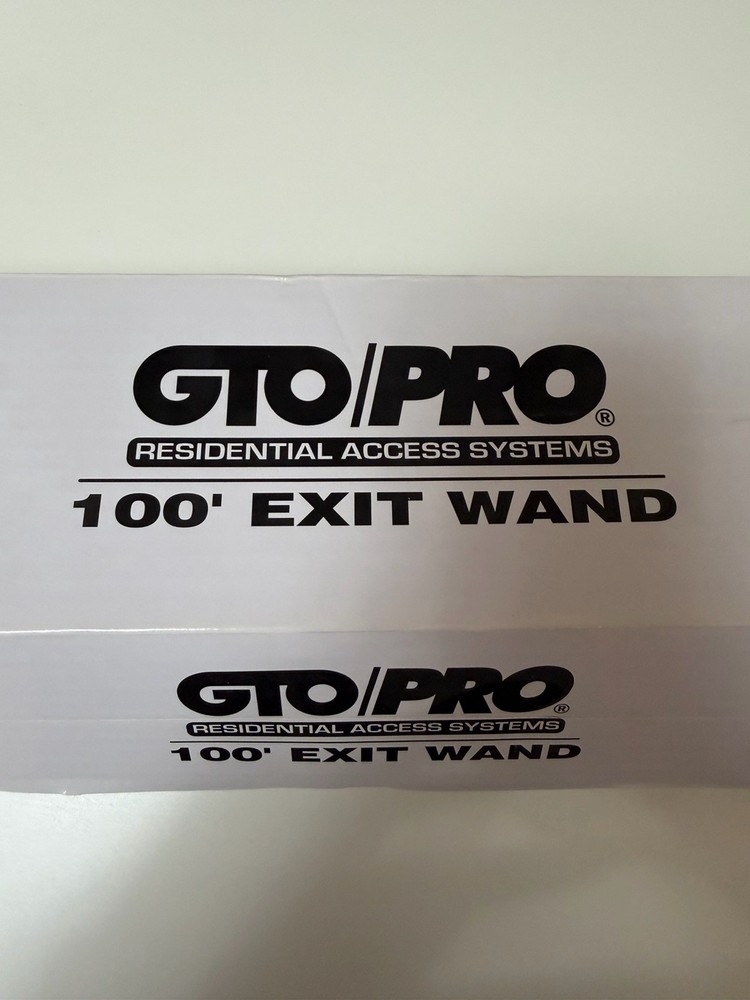 GTO/PRO®
RESIDENTIAL ACCESS SYSTEMS
100' EXIT WAND
GTO/PRO®
RESIDENTIAL ACCESS SYSTEMS
100' EXIT WAND